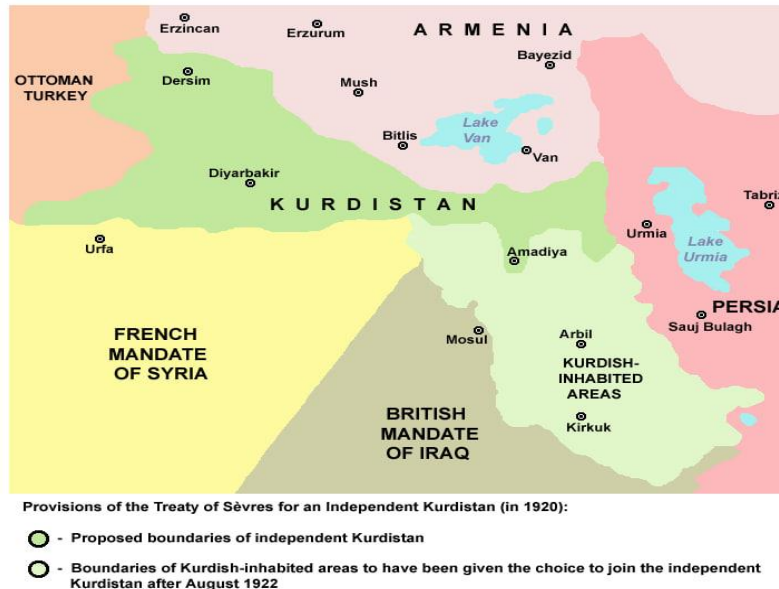 Erzincan
Erzurum
ARMENIA
Bayezid
OTTOMAN
TURKEY
Dersim
Mush
Lake
Van
Bitlis
Van
Diyarbakir
KURDISTAN
Tabriz
Urfa
Amadiya
Urmia
Lake
Urmia
PERSIA
Sauj Bulagh
FRENCH
MANDATE
OF SYRIA
Mosul
Arbil
KURDISH-
INHABITED
AREAS
Kirkuk
BRITISH
MANDATE
OF IRAQ
Provisions of the Treaty of Sèvres for an Independent Kurdistan (in 1920):
- Proposed boundaries of independent Kurdistan
- Boundaries of Kurdish-inhabited areas to have been given the choice to join the independent
Kurdistan after August 1922